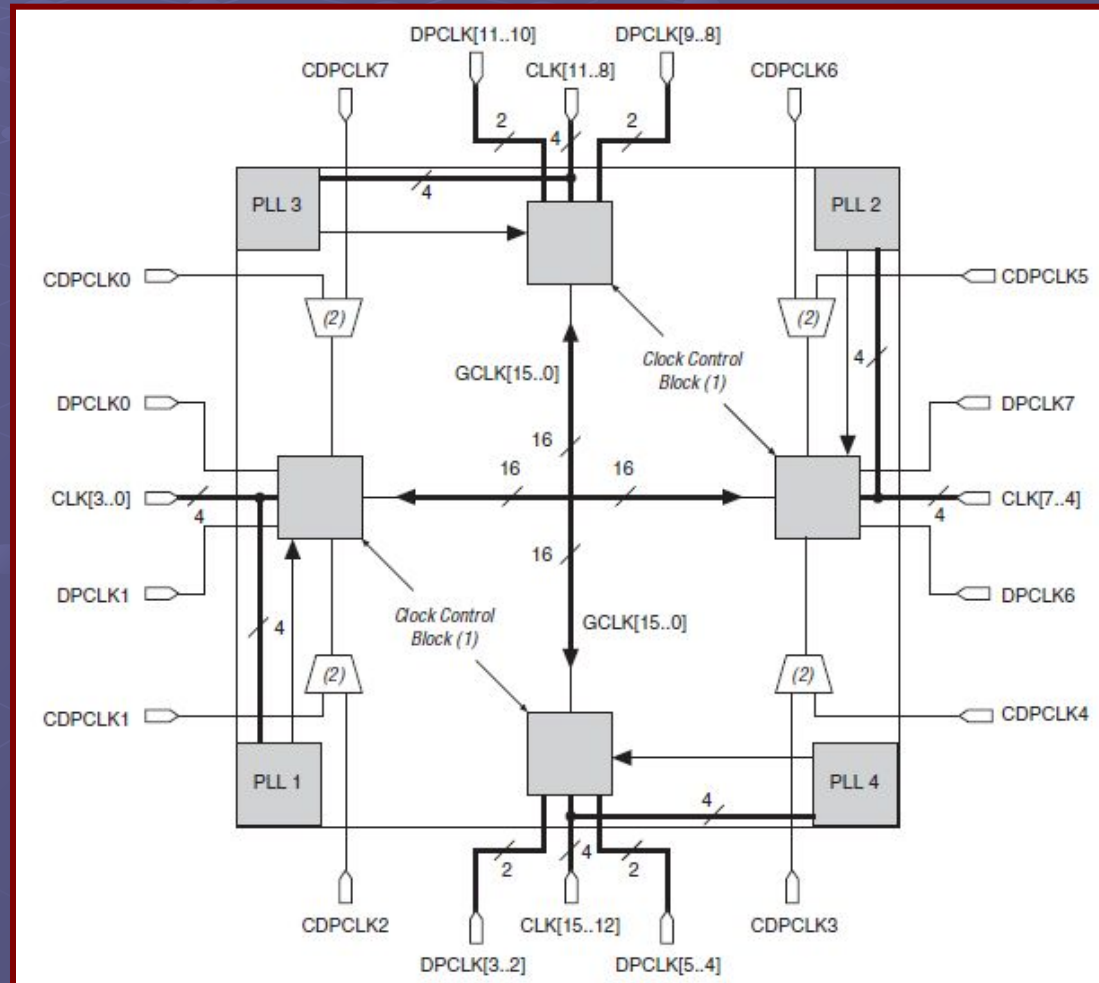 DPCLK[11..10]
DPCLK[9..8]
CDPCLK7
CLK[11..8]
CDPCLK6
2
4
2
4
PLL 3
PLL 2
CDPCLK0
CDPCLK5
(2)
(2)
4
Clock Control
Block (1)
GCLK[15..0]
DPCLK0
DPCLK7
16
16
16
CLK[3..0]
CLK[7..4]
4
4
16
DPCLK1
DPCLK6
Clock Control
Block (1)
GCLK[15..0]
4
(2)
(2)
CDPCLK1
CDPCLK4
PLL 1
PLL 4
4
2
4
2
CDPCLK2
CLK[15..12]
CDPCLK3
DPCLK[3..2]
DPCLK[5..4]